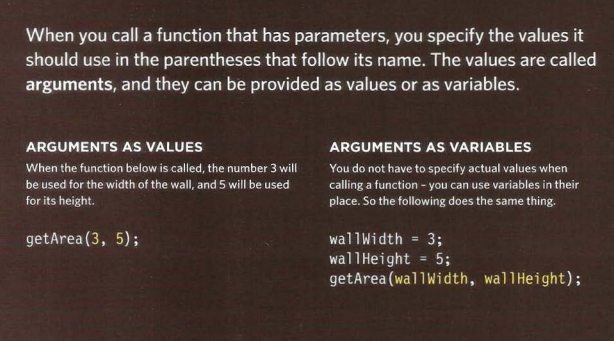 When you call a function that has parameters, you specify the values it
should use in the parentheses that follow its name. The values are called
arguments, and they can be provided as values or as variables.
ARGUMENTS AS VALUES
When the function below is called, the number 3 will
be used for the width of the wall, and 5 will be used
for its height.
getArea(3, 5);
ARGUMENTS AS VARIABLES
You do not have to specify actual values when
calling a function – you can use variables in their
place. So the following does the same thing.
wallWidth = 3;
wallHeight = 5;
getArea(wallWidth, wallHeight);